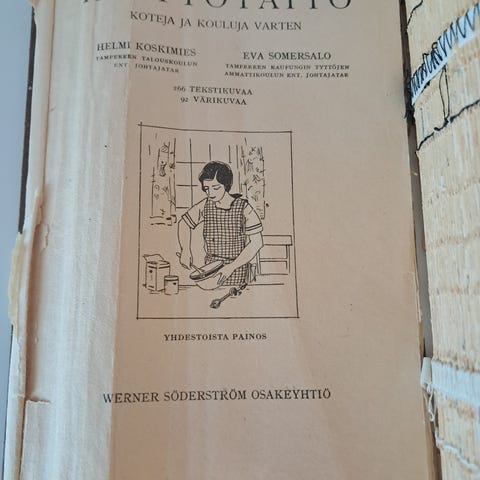 KOTEJA JA KOULUJA VARTEN
HELMI KOSKIMIES
TAMPEREEN TALOUSKOULUN
ENT. JOHTAJATAR
EVA SOMERSALO
TAMPEREEN KAUPUNGIN TYTTÖJEN
AMMATTIKOULUN ENT. JOHTAJATAR
266 TEKSTIKUVAA
92 VÄRIKUVAA
YHDESTOISTA PAINOS
WERNER SÖDERSTRÖM OSAKEYHTIÖ